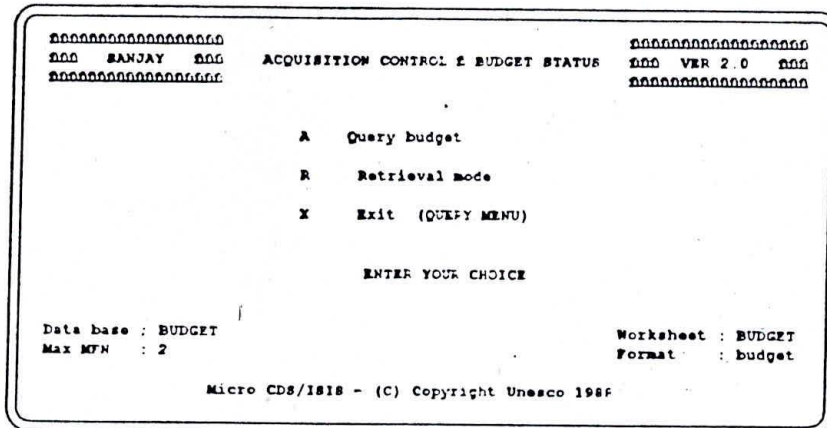 SANJAY
ACQUISITION CONTROL & BUDGET STATUS
VER 2.0
A Query budget
R Retrieval mode
X Exit (QUERY MENU)
ENTER YOUR CHOICE
Data base : BUDGET
Worksheet : BUDGET
Max MFN : 2
Format : budget
Micro CDS/ISIS - (C) Copyright Unesco